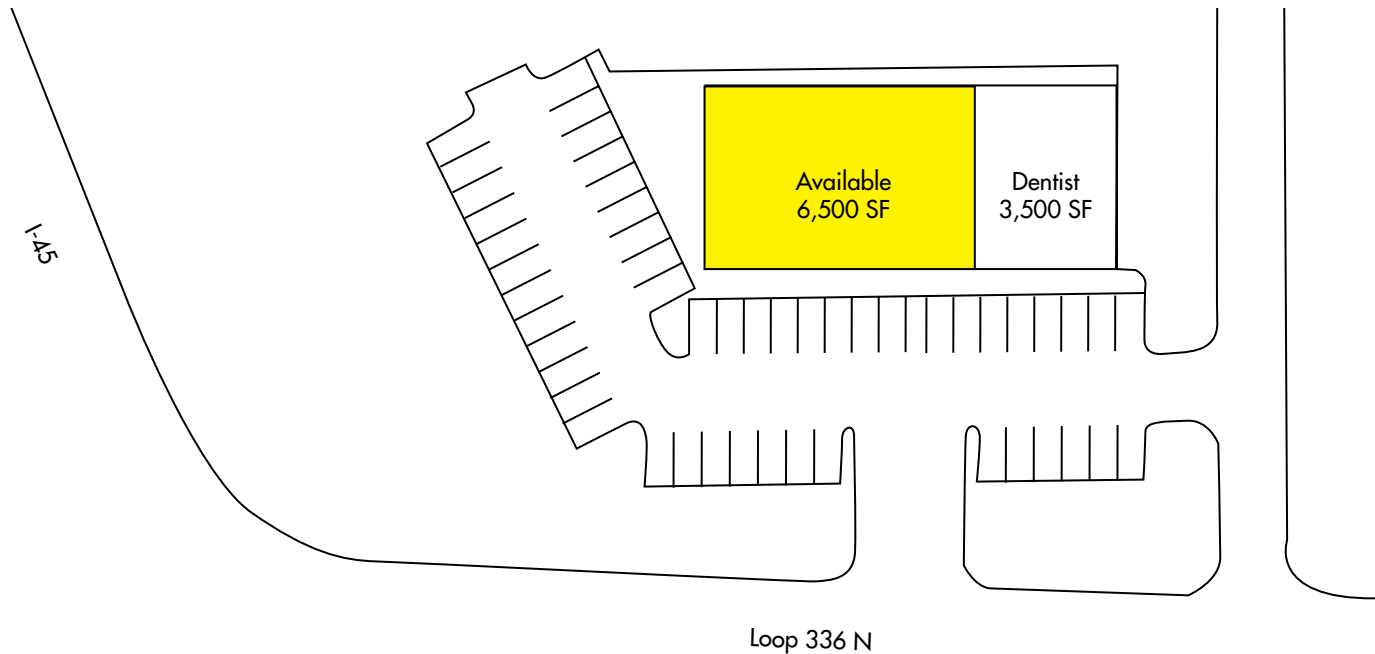 I-45
Available
6,500 SF
Dentist
3,500 SF
Loop 336 N